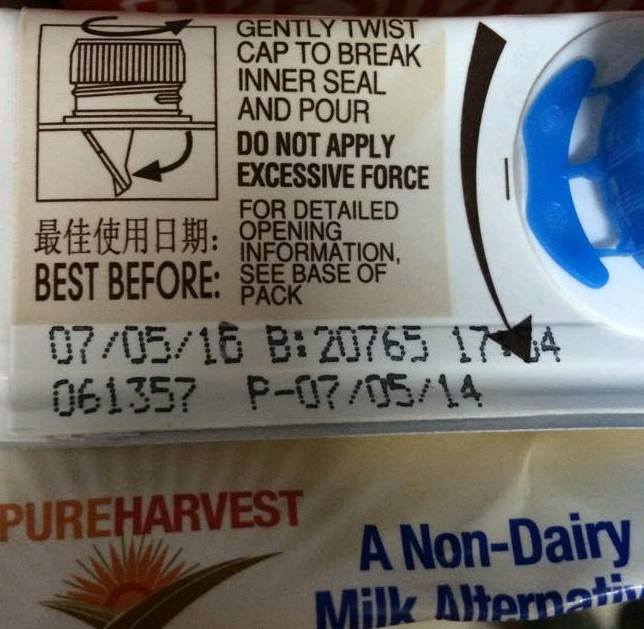 GENTLY TWIST
CAP TO BREAK
INNER SEAL
AND POUR
DO NOT APPLY
EXCESSIVE FORCE
FOR DETAILED
OPENING
INFORMATION,
SEE BASE OF
PACK
最佳使用日期:
BEST BEFORE:
07/05/16 B:20765
061357 P-07/05/14
PUREHARVEST
A Non-Dairy
Milk